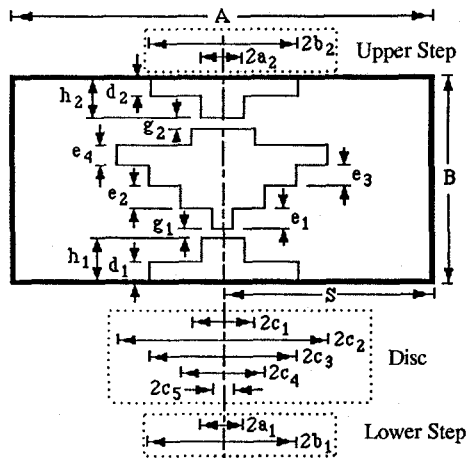 A
2b2
Upper Step
2a2
h2
d2
g2
e4
e3
B
e2
e1
g1
h1
d1
S
2c1
2c2
2c3
Disc
2c4
2c5
2a1
Lower Step
2b1